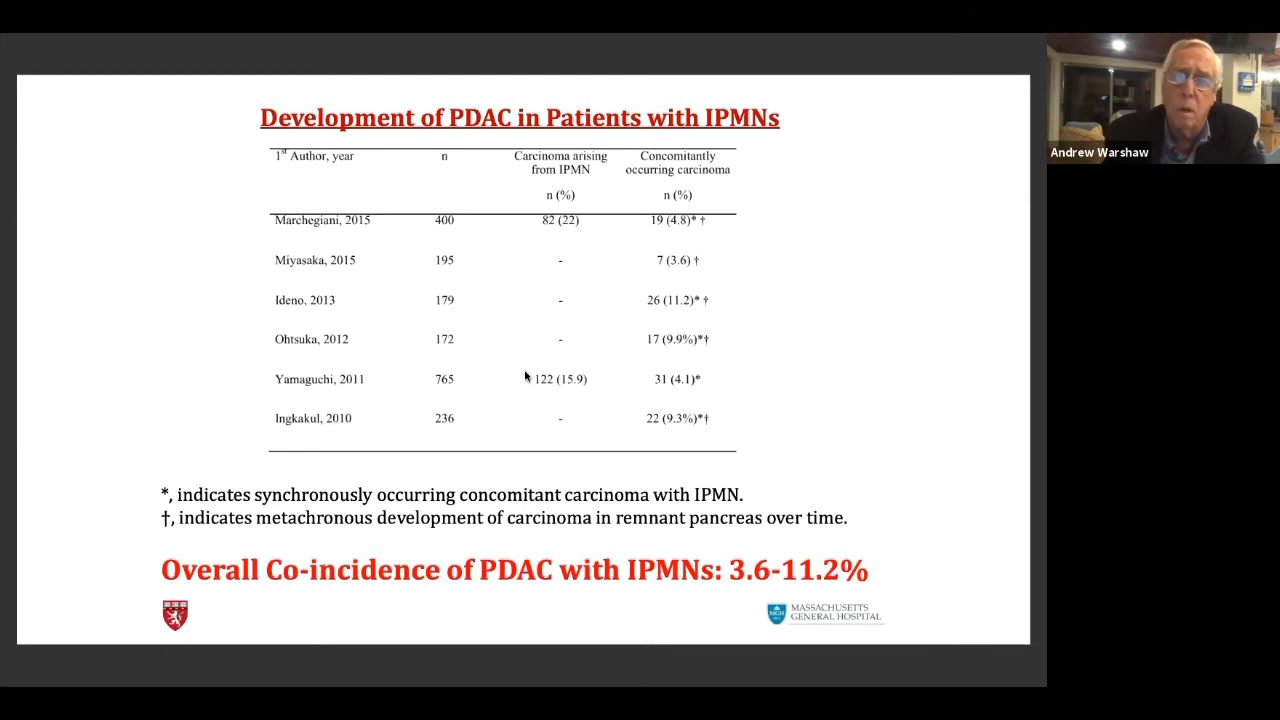 Development of PDAC in Patients with IPMNs
1st Author, year n Carcinoma arising from IPMN Concomitantly occurring carcinoma
n (%) n (%)
Marchegiani, 2015 400 82 (22) 19 (4.8)* †
Miyasaka, 2015 195 - 7 (3.6) †
Ideno, 2013 179 - 26 (11.2)* †
Ohtsuka, 2012 172 - 17 (9.9%)*†
Yamaguchi, 2011 765 122 (15.9) 31 (4.1)*
Ingkakul, 2010 236 - 22 (9.3%)*†
*, indicates synchronously occurring concomitant carcinoma with IPMN.
†, indicates metachronous development of carcinoma in remnant pancreas over time.
Overall Co-incidence of PDAC with IPMNs: 3.6-11.2%
MGH
MASSACHUSETTS
GENERAL HOSPITAL
Andrew Warshaw